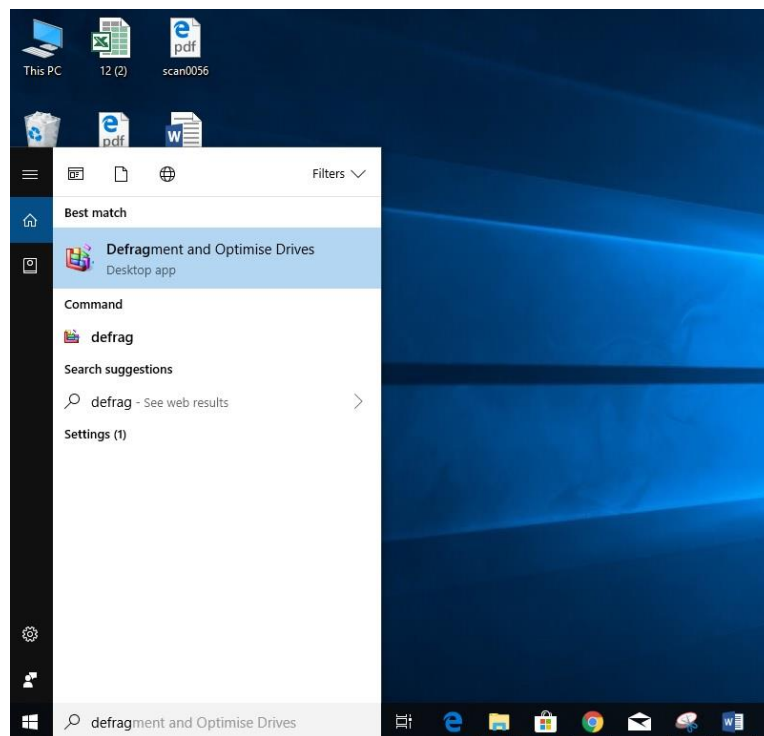 This PC
12 (2)
pdf
scan0056
pdf
W
Filters
Best match
Defragment and Optimise Drives
Desktop app
Command
defrag
Search suggestions
defrag - See web results
Settings (1)
defragment and Optimise Drives
W